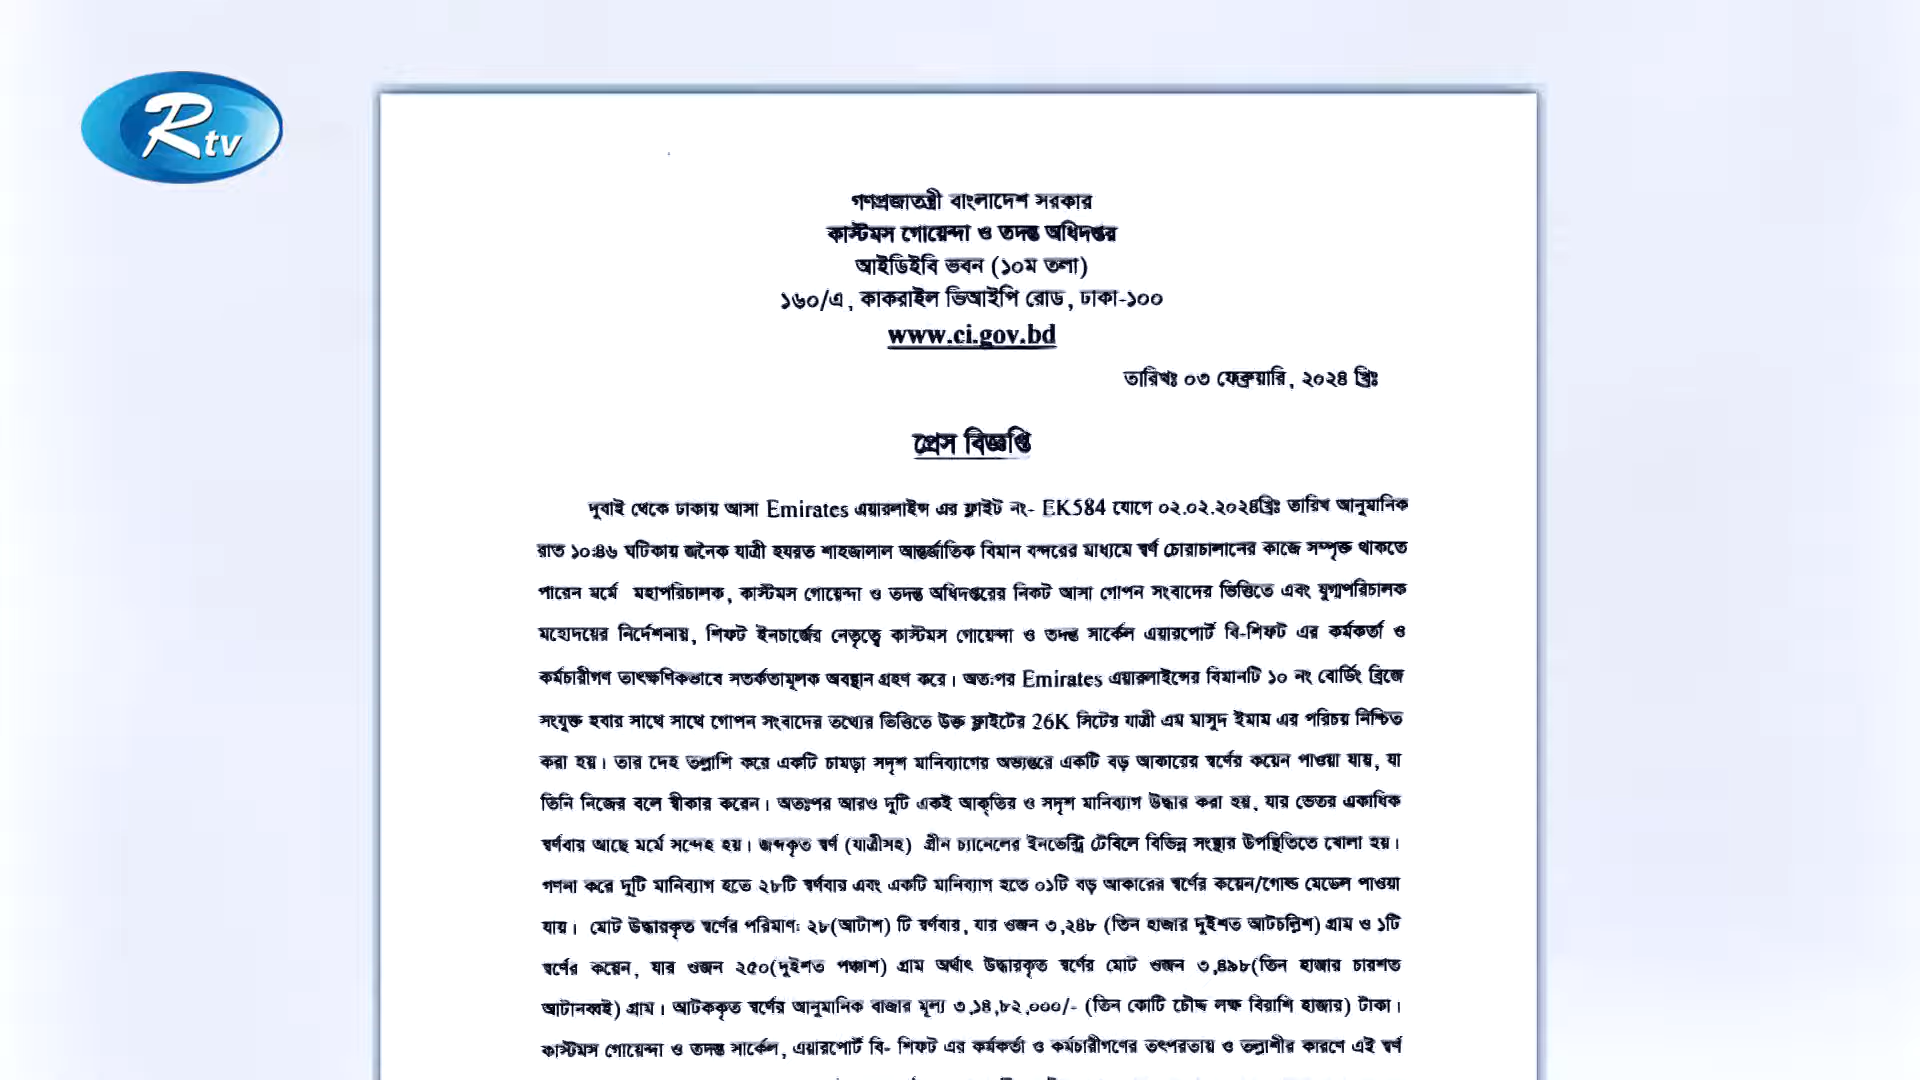 Rtv
গণপ্রজাতন্ত্রী বাংলাদেশ সরকার
কাস্টমস গোয়েন্দা ও তদন্ত অধিদপ্তর
আইডিইবি ভবন (১০ম তলা)
১৬০/এ, কাকরাইল ভিআইপি রোড, ঢাকা-১০০
www.ci.gov.bd
তারিখঃ ০৩ ফেব্রুয়ারি, ২০২৪ খ্রিঃ
প্রেস বিজ্ঞপ্তি
দুবাই থেকে ঢাকায় আসা Emirates এয়ারলাইন্স এর ফ্লাইট নং- EK584 যোগে ০২.০২.২০২৪খ্রিঃ তারিখ আনুমানিক
রাত ১০:৪৬ ঘটিকায় জনৈক যাত্রী হযরত শাহজালাল আন্তর্জাতিক বিমান বন্দরের মাধ্যমে স্বর্ণ চোরাচালানের কাজে সম্পৃক্ত থাকতে
পারেন মর্মে মহাপরিচালক, কাস্টমস গোয়েন্দা ও তদন্ত অধিদপ্তরের নিকট আসা গোপন সংবাদের ভিত্তিতে এবং যুগ্মপরিচালক
মহোদয়ের নির্দেশনায়, শিফট ইনচার্জের নেতৃত্বে কাস্টমস গোয়েন্দা ও তদন্ত সার্কেল এয়ারপোর্ট বি-শিফট এর কর্মকর্তা ও
কর্মচারীগণ তাৎক্ষণিকভাবে সতর্কতামূলক অবস্থান গ্রহণ করে। অত:পর Emirates এয়ারলাইন্সের বিমানটি ১০ নং বোর্ডিং ব্রিজে
সংযুক্ত হবার সাথে সাথে গোপন সংবাদের তথ্যের ভিত্তিতে উক্ত ফ্লাইটের 26K সিটের যাত্রী এম মাসুদ ইমাম এর পরিচয় নিশ্চিত
করা হয়। তার দেহ তল্লাশি করে একটি চামড়া সদৃশ মানিব্যাগের অভ্যন্তরে একটি বড় আকারের স্বর্ণের কয়েন পাওয়া যায়, যা
তিনি নিজের বলে স্বীকার করেন। অতঃপর আরও দুটি একই আকৃতির ও সদৃশ মানিব্যাগ উদ্ধার করা হয়, যার ভেতর একাধিক
স্বর্ণবার আছে মর্মে সন্দেহ হয়। জব্দকৃত স্বর্ণ (যাত্রীসহ) গ্রীন চ্যানেলের ইনভেন্ট্রি টেবিলে বিভিন্ন সংস্থার উপস্থিতিতে খোলা হয়।
গণনা করে দুটি মানিব্যাগ হতে ২৮টি স্বর্ণবার এবং একটি মানিব্যাগ হতে ০১টি বড় আকারের স্বর্ণের কয়েন/গোল্ড মেডেল পাওয়া
যায়। মোট উদ্ধারকৃত স্বর্ণের পরিমাণ: ২৮(আটাশ) টি স্বর্ণবার, যার ওজন ৩,২৪৮ (তিন হাজার দুইশত আটচল্লিশ) গ্রাম ও ১টি
স্বর্ণের কয়েন, যার ওজন ২৫০(দুইশত পঞ্চাশ) গ্রাম অর্থাৎ উদ্ধারকৃত স্বর্ণের মোট ওজন ৩,৪৯৮(তিন হাজার চারশত
আটানব্বই) গ্রাম। আটককৃত স্বর্ণের আনুমানিক বাজার মূল্য ৩,১৪,৮২,০০০/- (তিন কোটি চৌদ্দ লক্ষ বিরাশি হাজার) টাকা।
কাস্টমস গোয়েন্দা ও তদন্ত সার্কেল, এয়ারপোর্ট বি- শিফট এর কর্মকর্তা ও কর্মচারীগণের তৎপরতায় ও তল্লাশীর কারণে এই স্বর্ণ